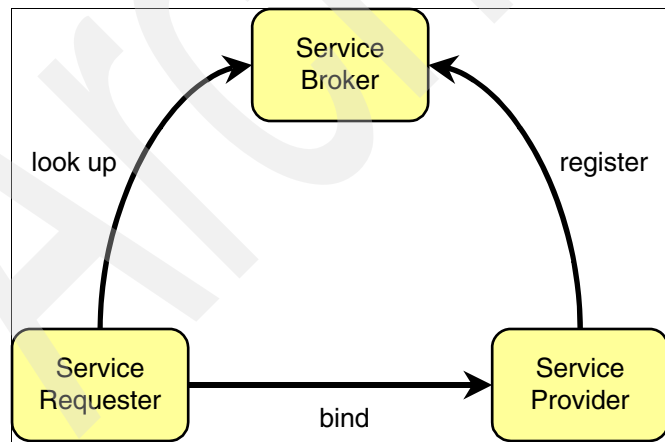 Service
Broker
look up
register
Service
Requester
bind
Service
Provider